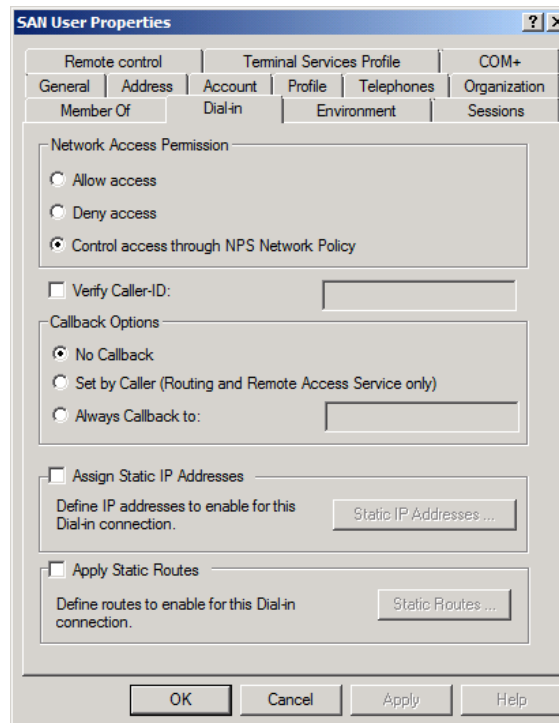 SAN User Properties
Remote control Terminal Services Profile COM+
General Address Account Profile Telephones Organization
Member Of Dial-in Environment Sessions
Network Access Permission
Allow access
Deny access
Control access through NPS Network Policy
Verify Caller-ID:
Callback Options
No Callback
Set by Caller (Routing and Remote Access Service only)
Always Callback to:
Assign Static IP Addresses
Define IP addresses to enable for this
Dial-in connection.
Static IP Addresses ...
Apply Static Routes
Define routes to enable for this Dial-in
connection.
Static Routes ...
OK Cancel Apply Help